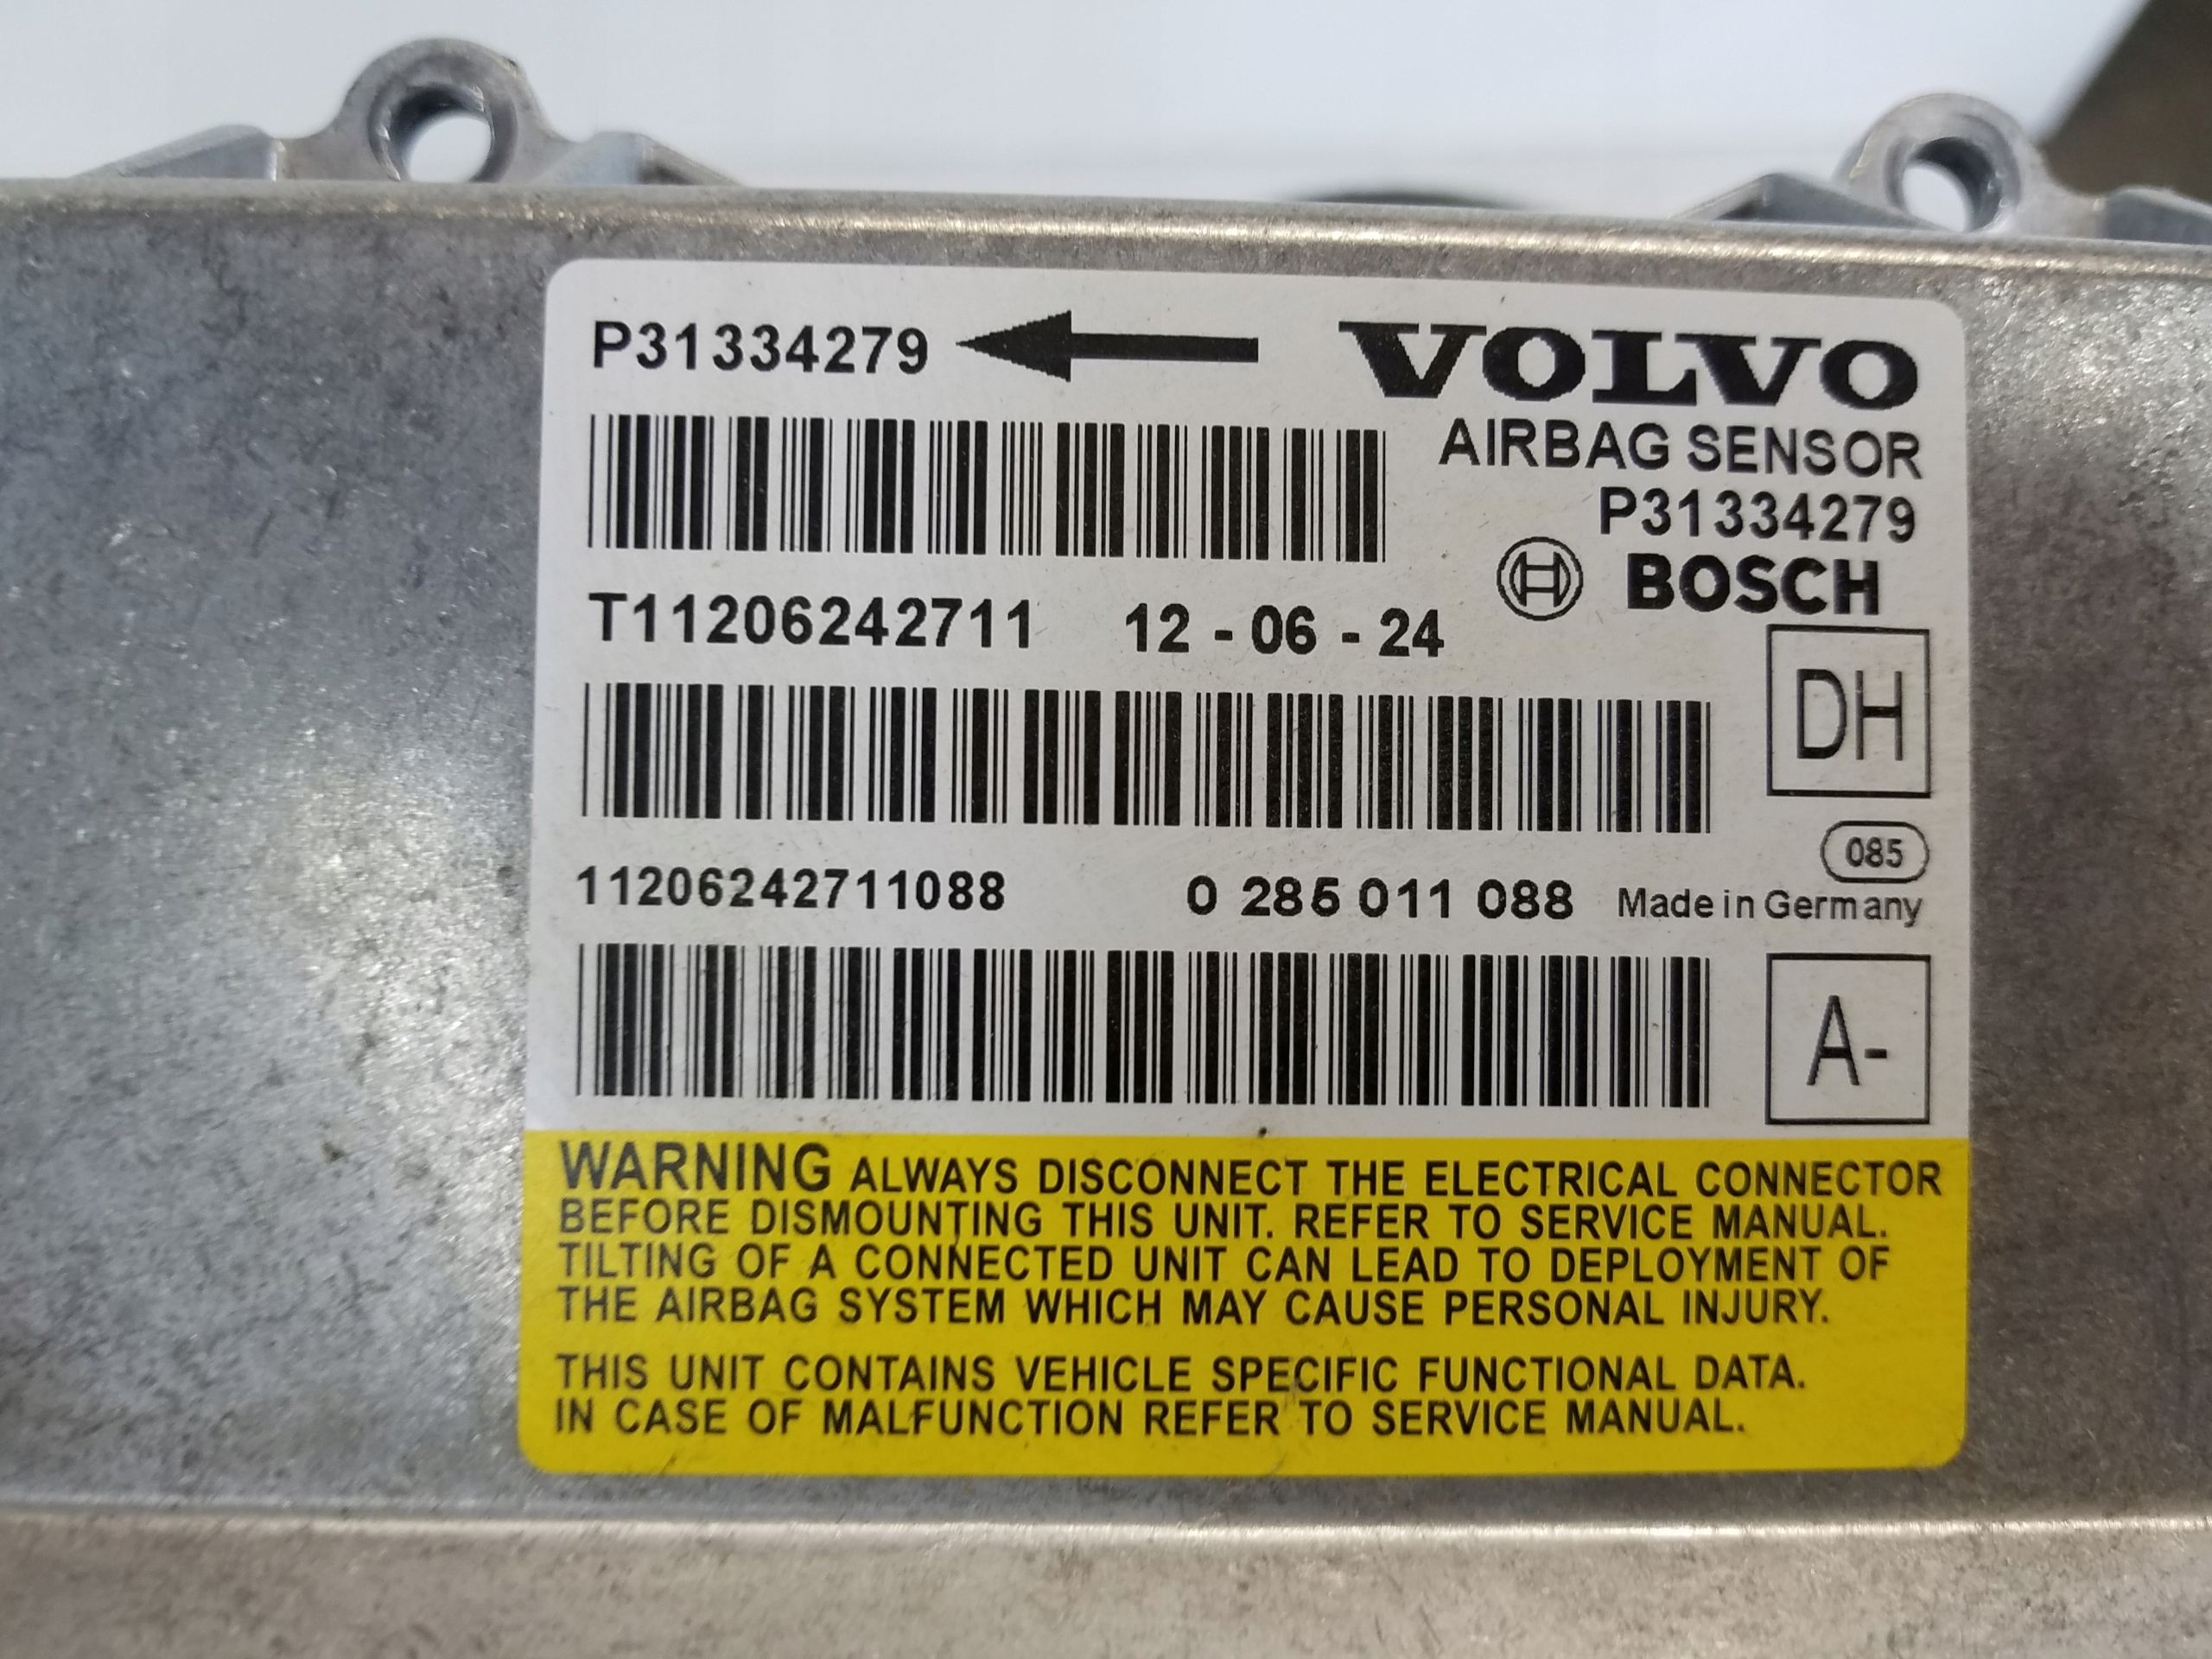 P31334279
VOLVO
AIRBAG SENSOR
P31334279
BOSCH
T11206242711 12 - 06 - 24
DH
085
11206242711088 0 285 011 088 Made in Germany
A-
WARNING ALWAYS DISCONNECT THE ELECTRICAL CONNECTOR
BEFORE DISMOUNTING THIS UNIT. REFER TO SERVICE MANUAL.
TILTING OF A CONNECTED UNIT CAN LEAD TO DEPLOYMENT OF
THE AIRBAG SYSTEM WHICH MAY CAUSE PERSONAL INJURY.
THIS UNIT CONTAINS VEHICLE SPECIFIC FUNCTIONAL DATA.
IN CASE OF MALFUNCTION REFER TO SERVICE MANUAL.